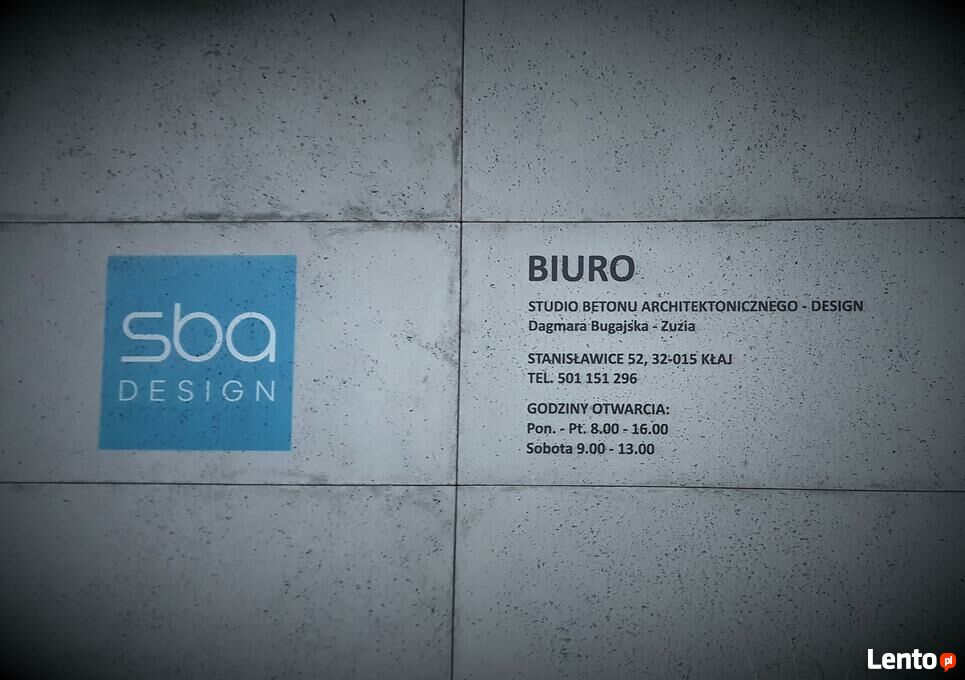 sba
DESIGN
BIURO
STUDIO BETONU ARCHITEKTONICZNEGO - DESIGN
Dagmara Bugajska - Zuzia
STANISŁAWICE 52, 32-015 KŁAJ
TEL. 501 151 296
GODZINY OTWARCIA:
Pon. - Pt. 8.00 - 16.00
Sobota 9.00 - 13.00
Lento pl